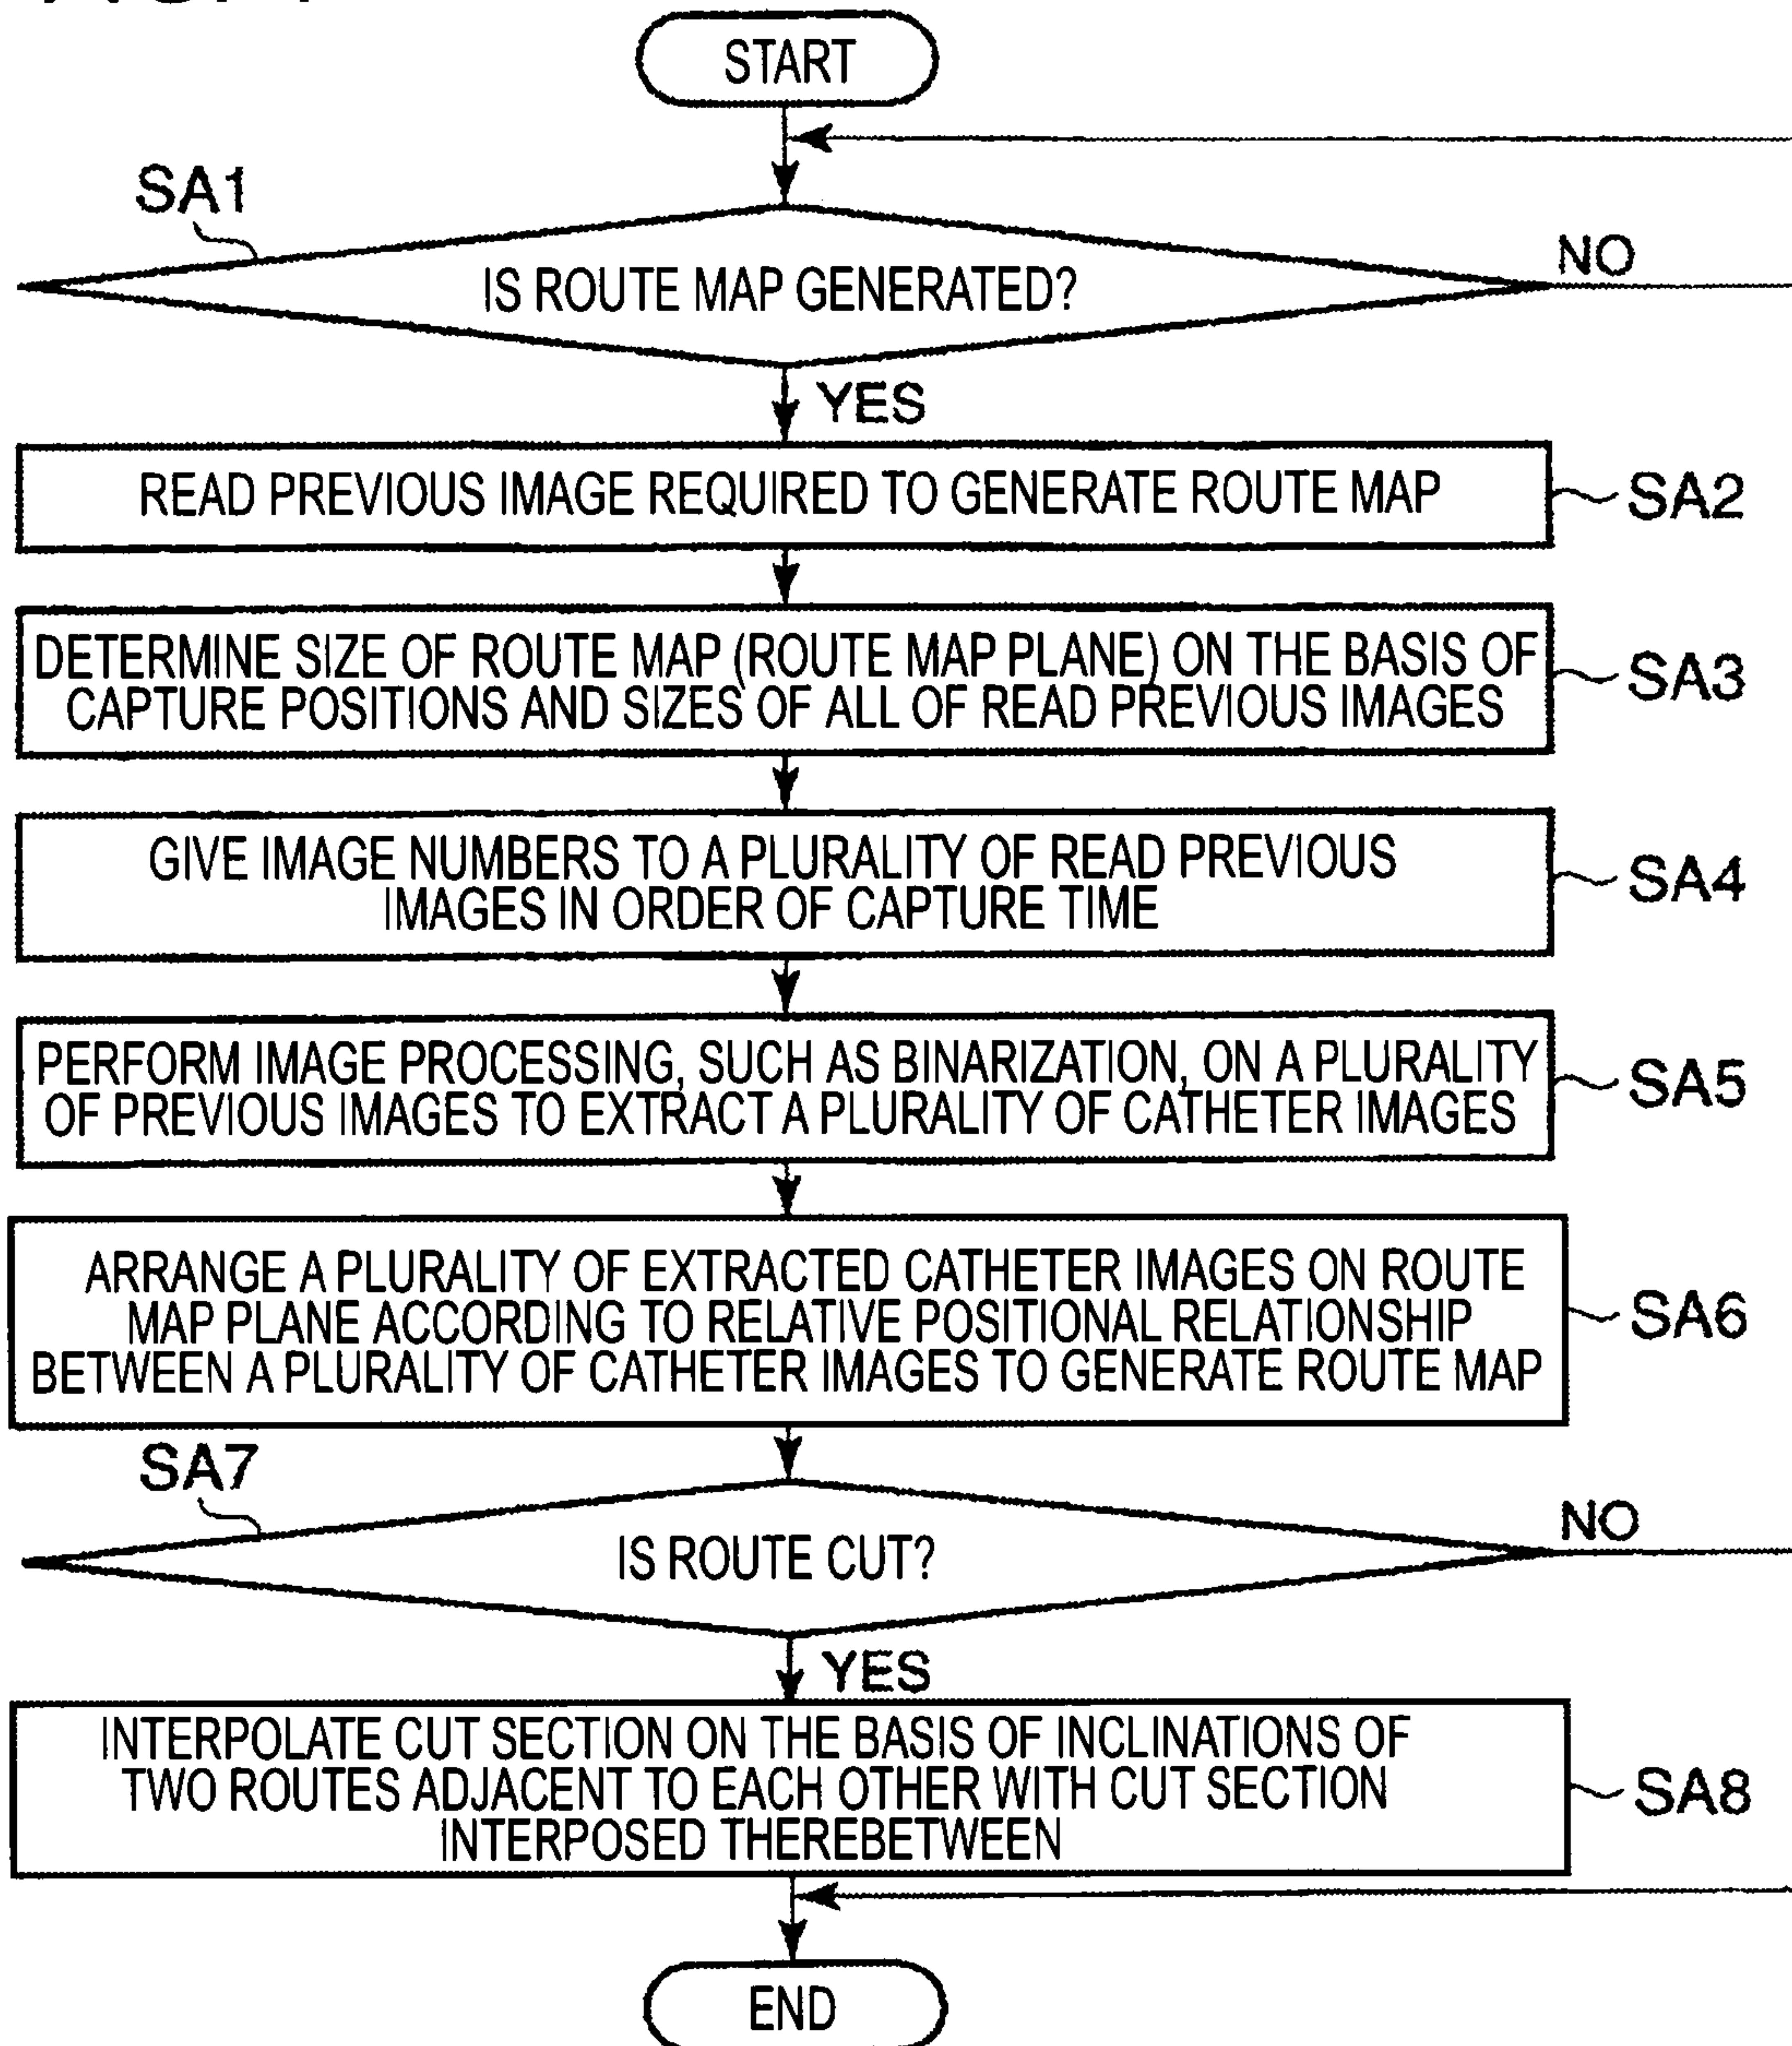 START
SA1
IS ROUTE MAP GENERATED?
NO
YES
READ PREVIOUS IMAGE REQUIRED TO GENERATE ROUTE MAP
SA2
DETERMINE SIZE OF ROUTE MAP (ROUTE MAP PLANE) ON THE BASIS OF
CAPTURE POSITIONS AND SIZES OF ALL OF READ PREVIOUS IMAGES
SA3
GIVE IMAGE NUMBERS TO A PLURALITY OF READ PREVIOUS
IMAGES IN ORDER OF CAPTURE TIME
SA4
PERFORM IMAGE PROCESSING, SUCH AS BINARIZATION, ON A PLURALITY
OF PREVIOUS IMAGES TO EXTRACT A PLURALITY OF CATHETER IMAGES
SA5
ARRANGE A PLURALITY OF EXTRACTED CATHETER IMAGES ON ROUTE
MAP PLANE ACCORDING TO RELATIVE POSITIONAL RELATIONSHIP
BETWEEN A PLURALITY OF CATHETER IMAGES TO GENERATE ROUTE MAP
SA6
SA7
IS ROUTE CUT?
NO
YES
INTERPOLATE CUT SECTION ON THE BASIS OF INCLINATIONS OF
TWO ROUTES ADJACENT TO EACH OTHER WITH CUT SECTION
INTERPOSED THEREBETWEEN
SA8
END